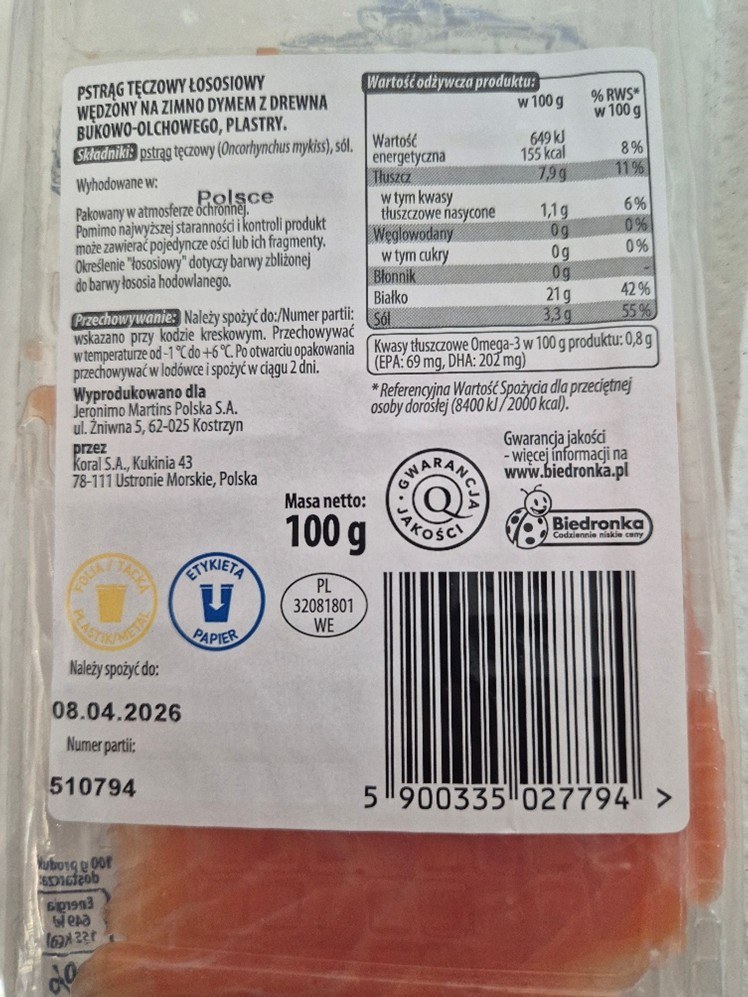 PSTRĄG TĘCZOWY ŁOSOSIOWY
WĘDZONY NA ZIMNO DYMEM Z DREWNA
BUKOWO-OLCHOWEGO, PLASTRY.
Składniki: pstrąg tęczowy (Oncorhynchus mykiss), sól.
Wyhodowane w:
Polsce
Pakowany w atmosferze ochronnej.
Pomimo najwyższej staranności i kontroli produkt
może zawierać pojedyncze ości lub ich fragmenty.
Określenie "łososiowy" dotyczy barwy zbliżonej
do barwy łososia hodowlanego.
Przechowywanie: Należy spożyć do:/Numer partii:
wskazano przy kodzie kreskowym. Przechowywać
w temperaturze od -1 °C do +6 °C. Po otwarciu opakowania
przechowywać w lodówce i spożyć w ciągu 2 dni.
Wyprodukowano dla
Jeronimo Martins Polska S.A.
ul. Żniwna 5, 62-025 Kostrzyn
przez
Koral S.A., Kukinia 43
78-111 Ustronie Morskie, Polska
Masa netto:
100 g
Wartość odżywcza produktu:
w 100 g % RWS* w 100 g
Wartość energetyczna 649 kJ 155 kcal 8 %
Tłuszcz 7,9 g 11 %
w tym kwasy tłuszczowe nasycone 1,1 g 6 %
Węglowodany 0 g 0 %
w tym cukry 0 g 0 %
Błonnik 0 g -
Białko 21 g 42 %
Sól 3,3 g 55 %
Kwasy tłuszczowe Omega-3 w 100 g produktu: 0,8 g
(EPA: 69 mg, DHA: 202 mg)
* Referencyjna Wartość Spożycia dla przeciętnej
osoby dorosłej (8400 kJ / 2000 kcal).
GWARANCJA
Q
JAKOŚCI
Gwarancja jakości
- więcej informacji na
www.biedronka.pl
Biedronka
Codziennie niskie ceny
FOLIA / TACKA
PLASTIK/METAL
ETYKIETA
PAPIER
PL
32081801
WE
Należy spożyć do:
08.04.2026
Numer partii:
510794
5 900335 027794 >
100 g produktu
dostarcza:
Energia
649 kJ
(155 kcal)
8%